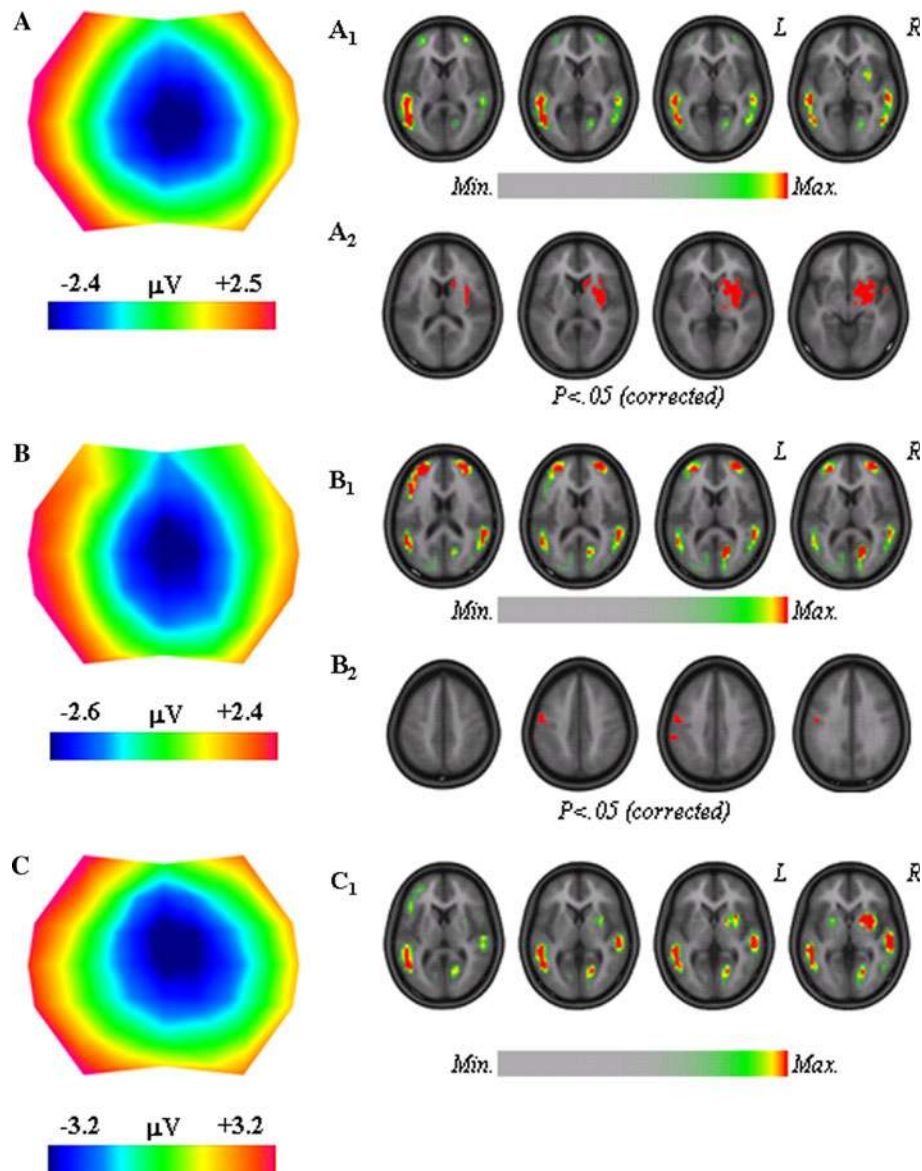 A
A1
L R
Min. Max.
-2.4 µV +2.5
A2
P<.05 (corrected)
B
B1
L R
Min. Max.
-2.6 µV +2.4
B2
P<.05 (corrected)
C
C1
L R
Min. Max.
-3.2 µV +3.2